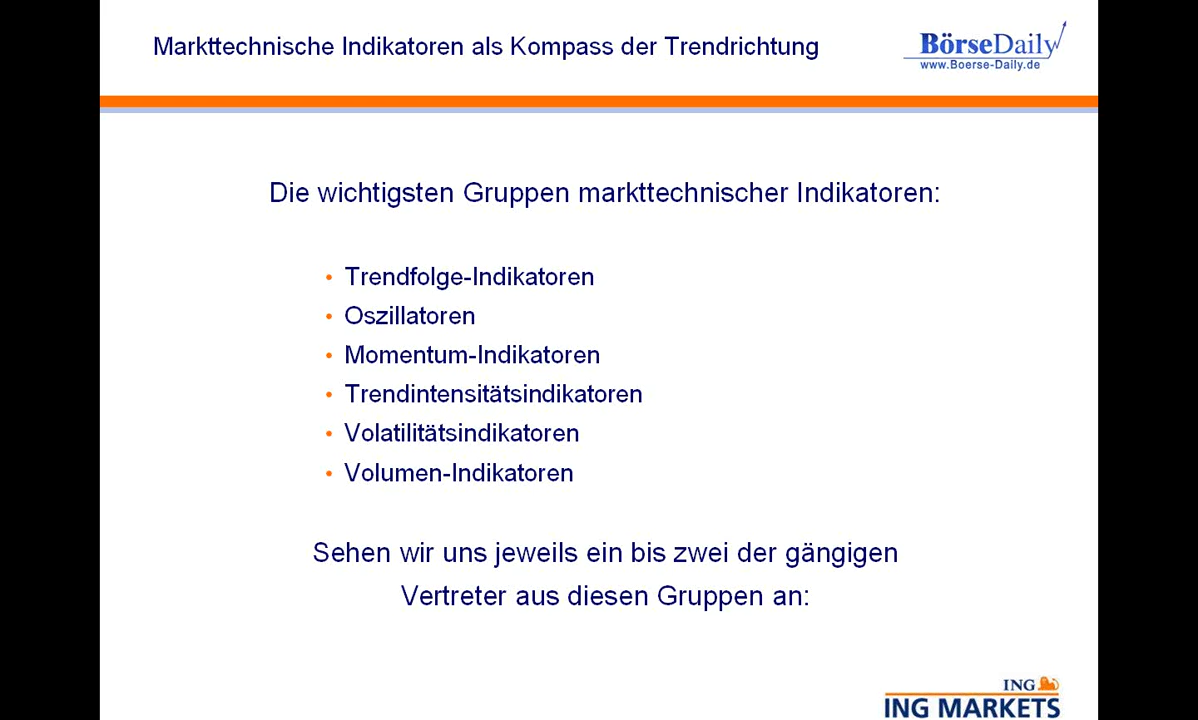 Markttechnische Indikatoren als Kompass der Trendrichtung
BörseDaily
www.Boerse-Daily.de
Die wichtigsten Gruppen markttechnischer Indikatoren:
• Trendfolge-Indikatoren
• Oszillatoren
• Momentum-Indikatoren
• Trendintensitätsindikatoren
• Volatilitätsindikatoren
• Volumen-Indikatoren
Sehen wir uns jeweils ein bis zwei der gängigen
Vertreter aus diesen Gruppen an:
ING
ING MARKETS